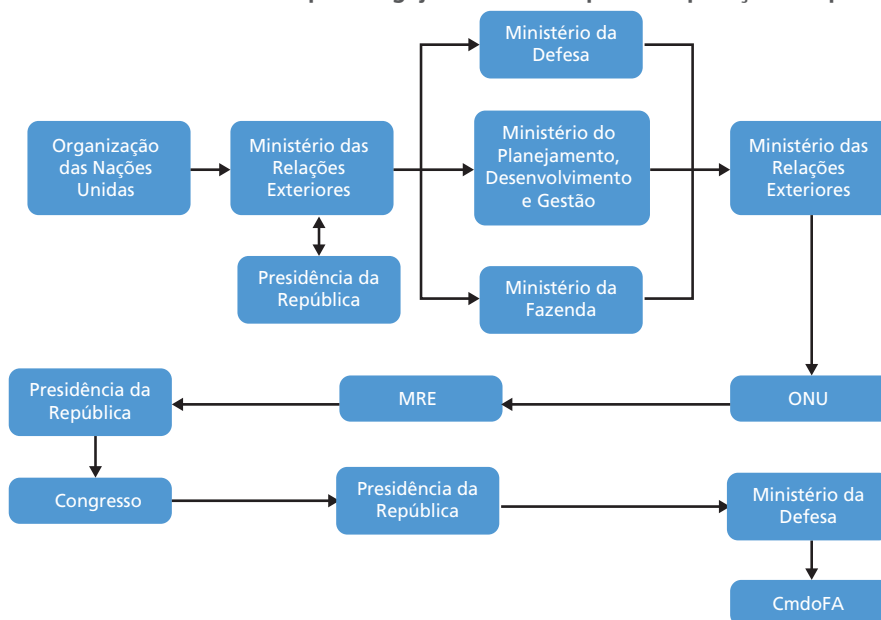 Ministério da
Defesa
Organização
das Nações
Unidas
Ministério das
Relações
Exteriores
Ministério do
Planejamento,
Desenvolvimento
e Gestão
Ministério das
Relações
Exteriores
Presidência da
República
Ministério da
Fazenda
Presidência da
República
MRE
ONU
Congresso
Presidência da
República
Ministério da
Defesa
CmdoFA